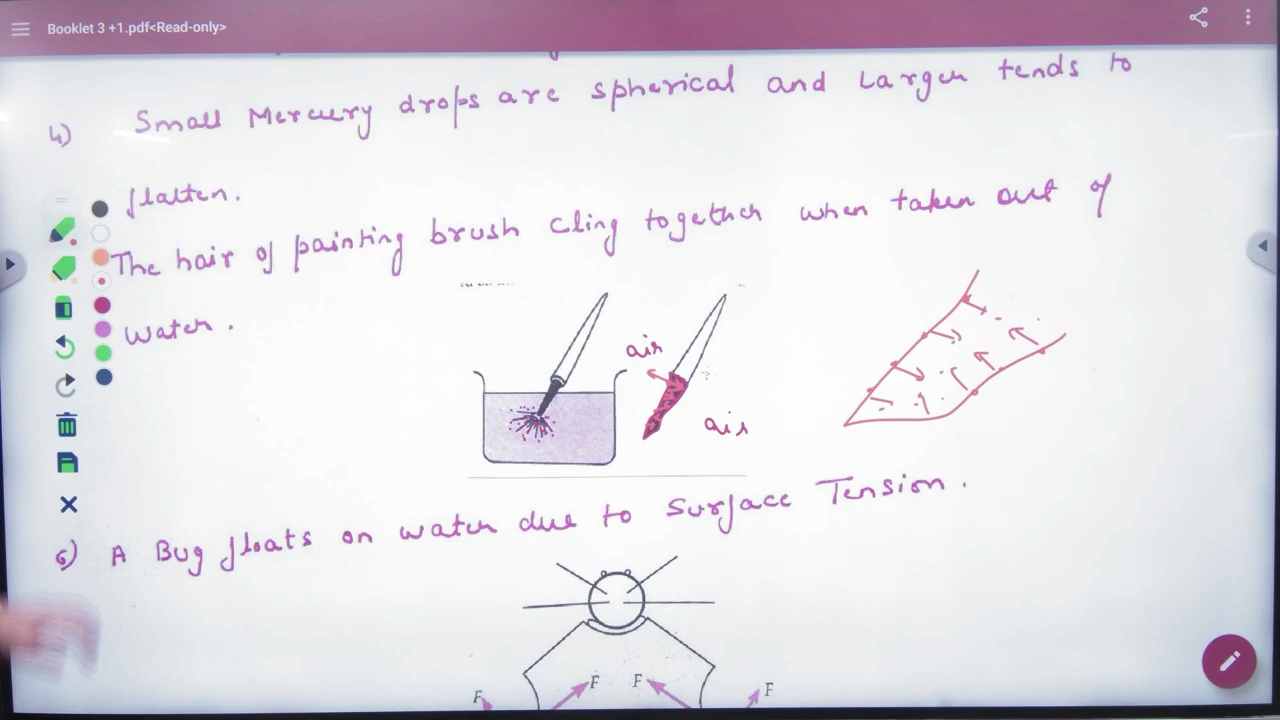 Booklet 3 +1.pdf<Read-only>
4) Small Mercury drops are spherical and Larger tends to
flatten.
The hair of painting brush Cling together when taken out of
Water.
air
air
6) A Bug floats on water due to Surface Tension.
F
F
F
F